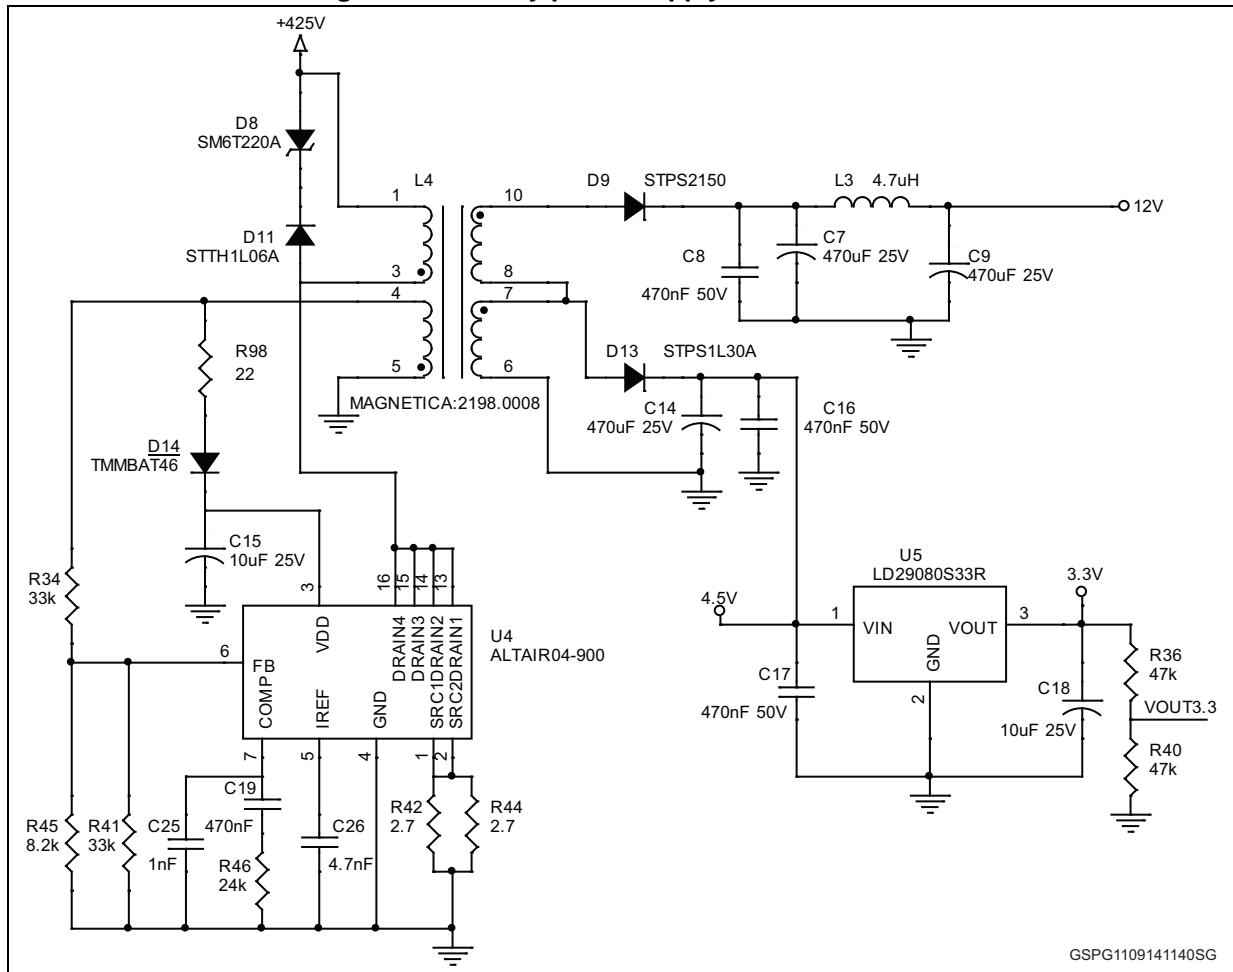 +425V
D8
SM6T220A
D11
STTH1L06A
L4
1
10
3
8
4
7
5
6
MAGNETICA:2198.0008
D9
STPS2150
L3 4.7uH
12V
C8
470nF 50V
C7
470uF 25V
C9
470uF 25V
D13
STPS1L30A
C14
470uF 25V
C16
470nF 50V
R98
22
D14
TMMBAT46
C15
10uF 25V
R34
33k
3
16
15
14
13
VDD
DRAIN4
DRAIN3
SRC1DRAIN2
SRC2DRAIN1
U4
ALTAIR04-900
6
FB
COMP
IREF
GND
7
5
4
1
2
R45
8.2k
R41
33k
C25
1nF
C19
470nF
R46
24k
C26
4.7nF
R42
2.7
R44
2.7
U5
LD29080S33R
4.5V
1
VIN
GND
VOUT
3
2
3.3V
C17
470nF 50V
C18
10uF 25V
R36
47k
VOUT3.3
R40
47k
GSPG1109141140SG